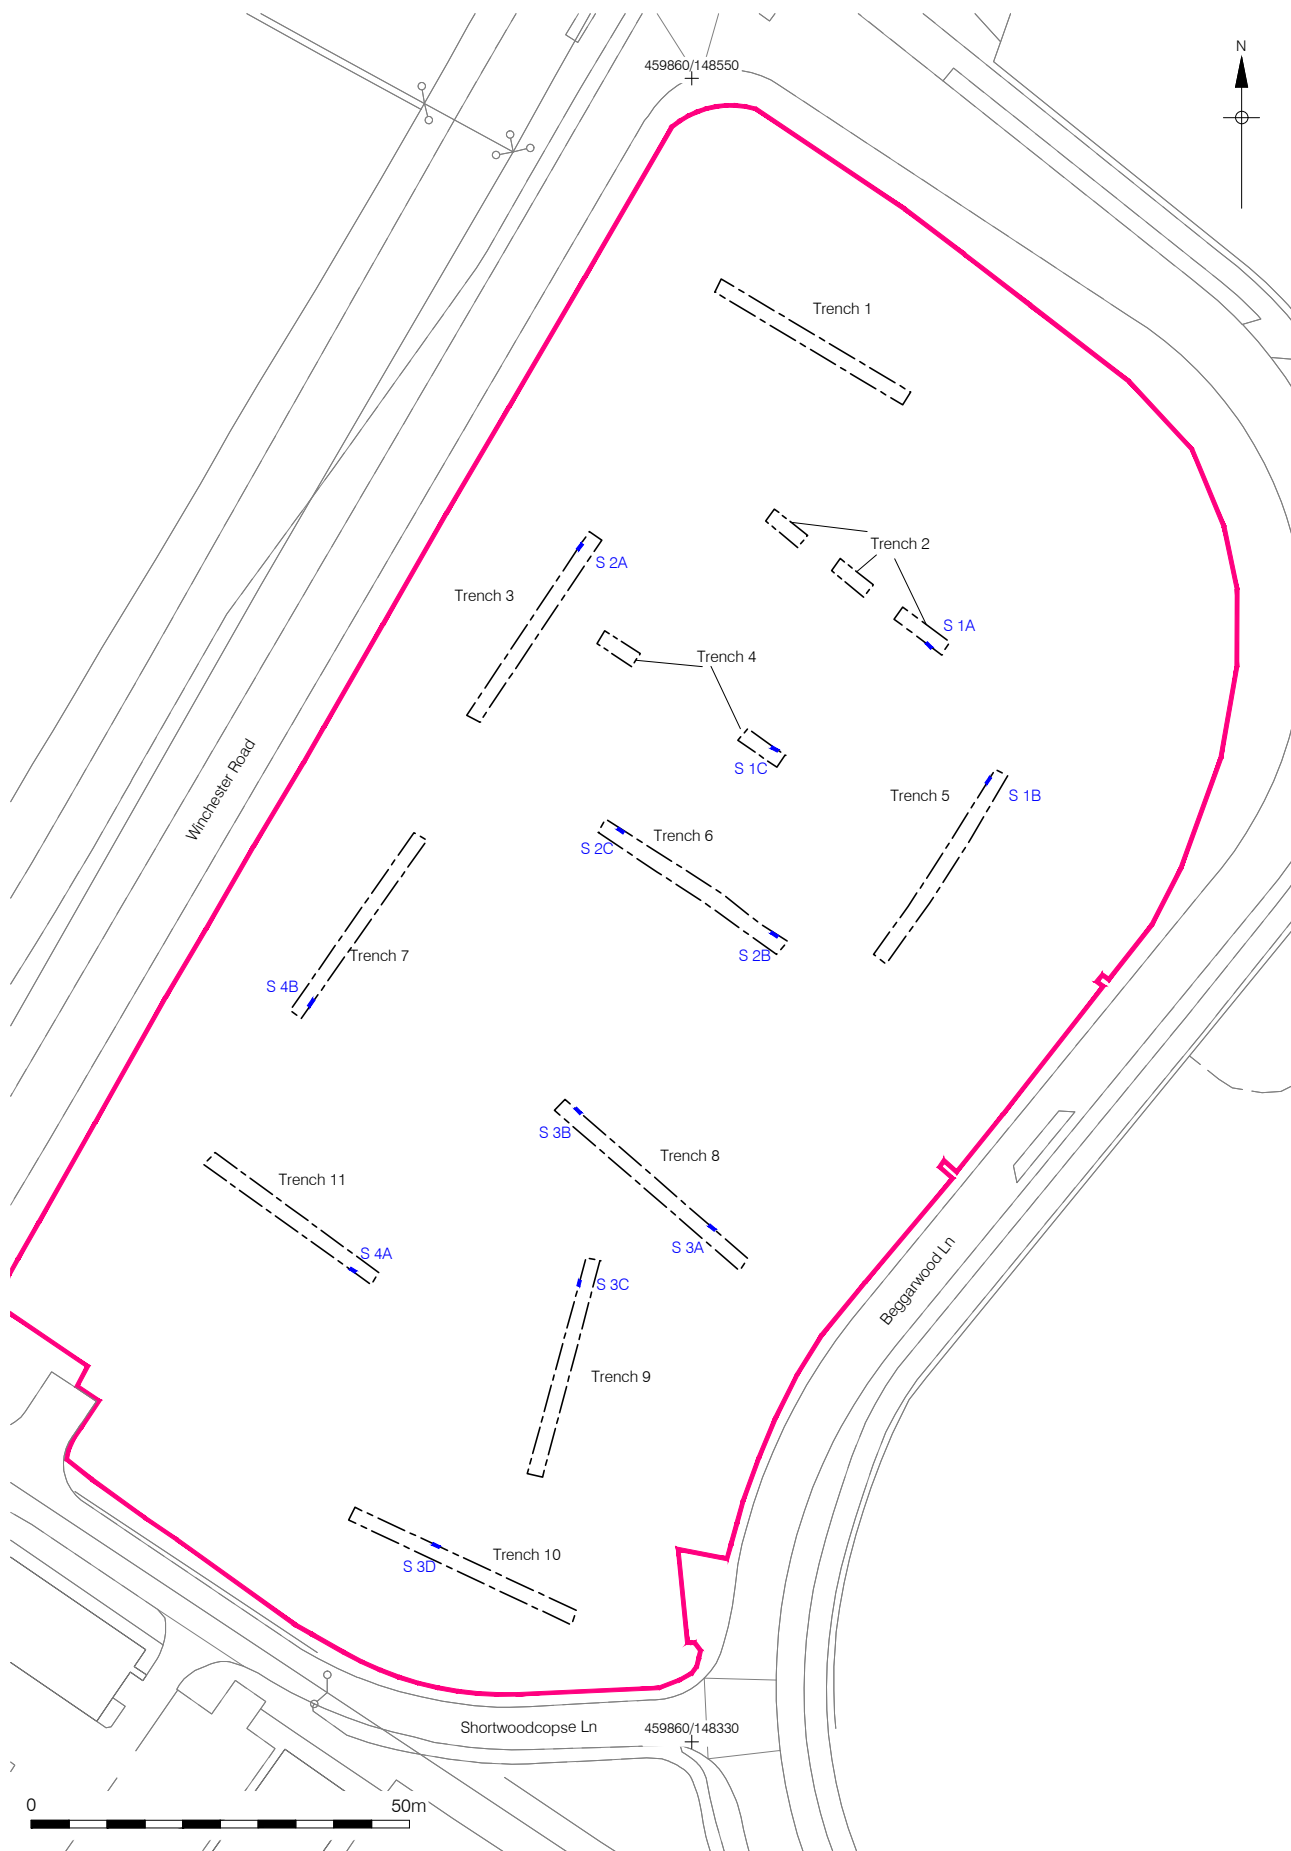 459860/148550
N
Trench 1
Trench 2
S 2A
Trench 3
S 1A
Trench 4
S 1C
Winchester Road
Trench 5
S 1B
Trench 6
S 2C
Trench 7
S 2B
S 4B
S 3B
Trench 8
Trench 11
S 3A
S 4A
S 3C
Beggarwood Ln
Trench 9
Trench 10
S 3D
Shortwoodcopse Ln
459860/148330
0
50m